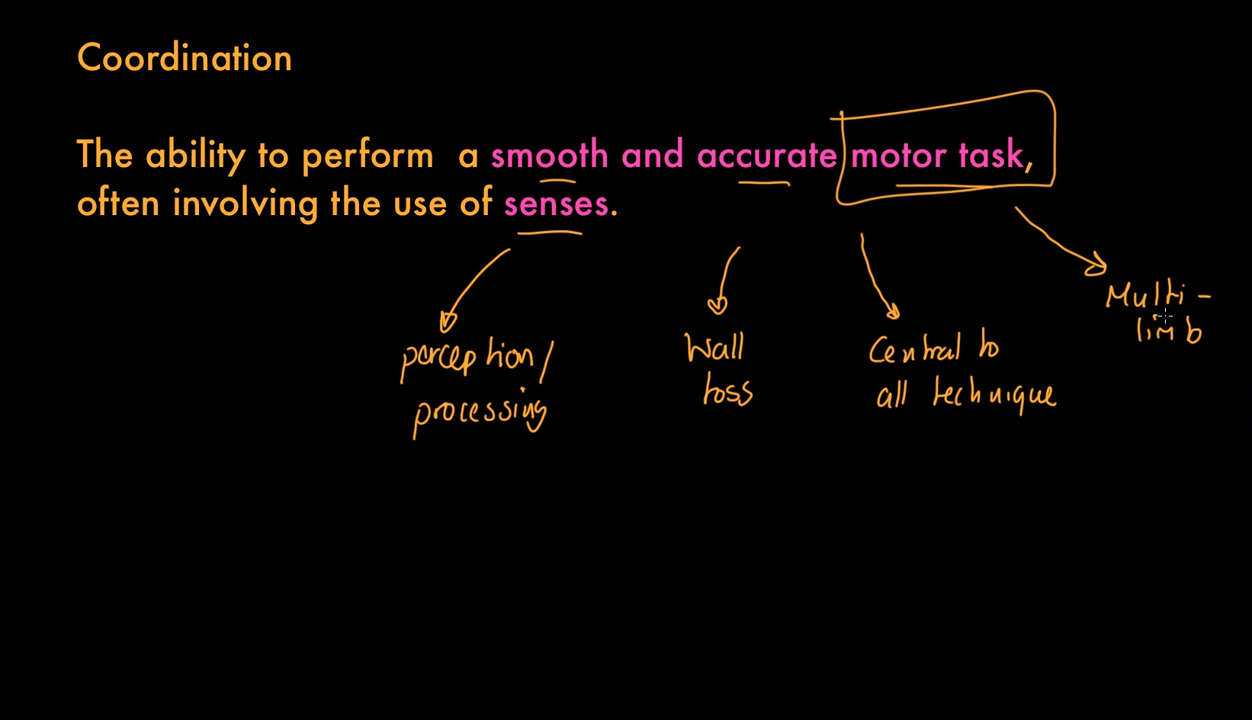 Coordination
The ability to perform a smooth and accurate motor task,
often involving the use of senses.
perception/
processing
Wall
toss
Central to
all technique
Multi-
limb